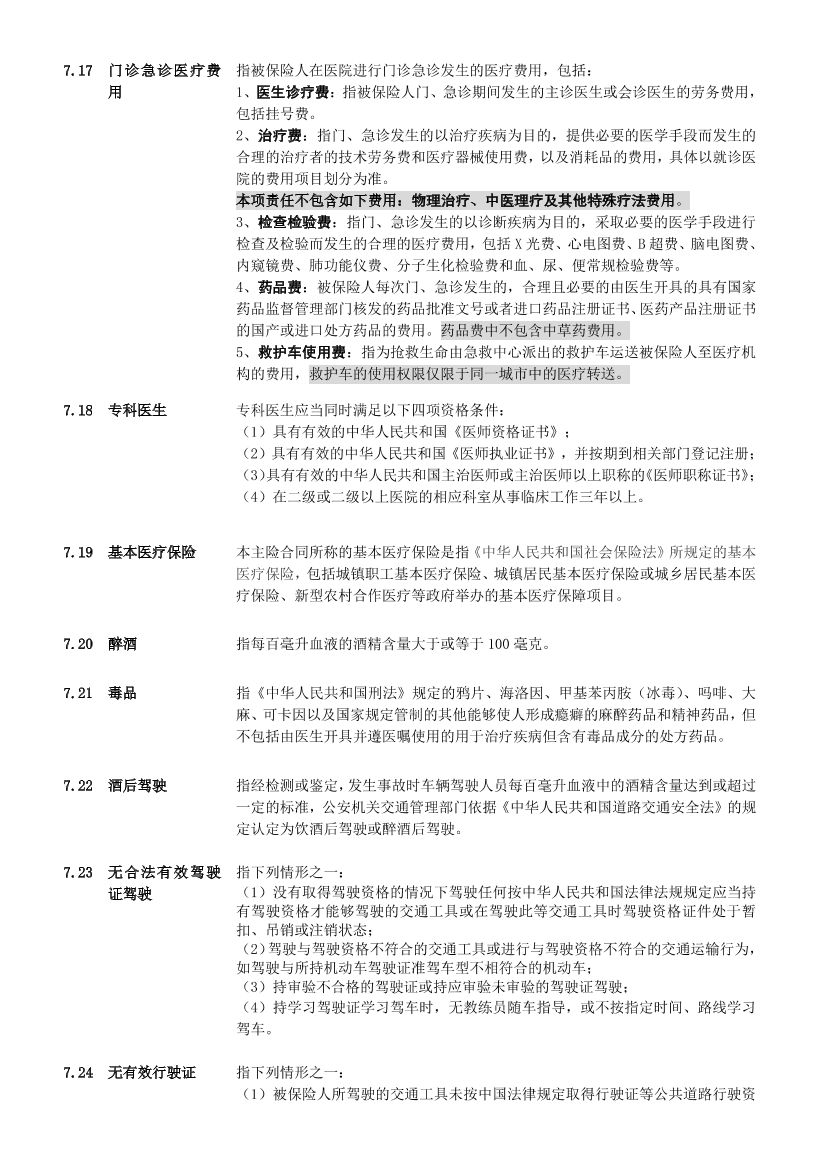 7.17 门诊急诊医疗费 指被保险人在医院进行门诊急诊发生的医疗费用，包括：
用 1、医生诊疗费：指被保险人门、急诊期间发生的主诊医生或会诊医生的劳务费用，
包括挂号费。
2、治疗费：指门、急诊发生的以治疗疾病为目的，提供必要的医学手段而发生的
合理的治疗者的技术劳务费和医疗器械使用费，以及消耗品的费用，具体以就诊医
院的费用项目划分为准。
本项责任不包含如下费用：物理治疗、中医理疗及其他特殊疗法费用。
3、检查检验费：指门、急诊发生的以诊断疾病为目的，采取必要的医学手段进行
检查及检验而发生的合理的医疗费用，包括 X 光费、心电图费、B 超费、脑电图费、
内窥镜费、肺功能仪费、分子生化检验费和血、尿、便常规检验费等。
4、药品费：被保险人每次门、急诊发生的，合理且必要的由医生开具的具有国家
药品监督管理部门核发的药品批准文号或者进口药品注册证书、医药产品注册证书
的国产或进口处方药品的费用。药品费中不包含中草药费用。
5、救护车使用费：指为抢救生命由急救中心派出的救护车运送被保险人至医疗机
构的费用，救护车的使用权限仅限于同一城市中的医疗转送。
7.18 专科医生 专科医生应当同时满足以下四项资格条件：
（1）具有有效的中华人民共和国《医师资格证书》；
（2）具有有效的中华人民共和国《医师执业证书》，并按期到相关部门登记注册；
（3）具有有效的中华人民共和国主治医师或主治医师以上职称的《医师职称证书》；
（4）在二级或二级以上医院的相应科室从事临床工作三年以上。
7.19 基本医疗保险 本主险合同所称的基本医疗保险是指《中华人民共和国社会保险法》所规定的基本
医疗保险，包括城镇职工基本医疗保险、城镇居民基本医疗保险或城乡居民基本医
疗保险、新型农村合作医疗等政府举办的基本医疗保障项目。
7.20 醉酒 指每百毫升血液的酒精含量大于或等于 100 毫克。
7.21 毒品 指《中华人民共和国刑法》规定的鸦片、海洛因、甲基苯丙胺（冰毒）、吗啡、大
麻、可卡因以及国家规定管制的其他能够使人形成瘾癖的麻醉药品和精神药品，但
不包括由医生开具并遵医嘱使用的用于治疗疾病但含有毒品成分的处方药品。
7.22 酒后驾驶 指经检测或鉴定，发生事故时车辆驾驶人员每百毫升血液中的酒精含量达到或超过
一定的标准，公安机关交通管理部门依据《中华人民共和国道路交通安全法》的规
定认定为饮酒后驾驶或醉酒后驾驶。
7.23 无合法有效驾驶 指下列情形之一：
证驾驶 （1）没有取得驾驶资格的情况下驾驶任何按中华人民共和国法律法规规定应当持
有驾驶资格才能够驾驶的交通工具或在驾驶此等交通工具时驾驶资格证件处于暂
扣、吊销或注销状态；
（2）驾驶与驾驶资格不符合的交通工具或进行与驾驶资格不符合的交通运输行为，
如驾驶与所持机动车驾驶证准驾车型不相符合的机动车；
（3）持审验不合格的驾驶证或持应审验未审验的驾驶证驾驶；
（4）持学习驾驶证学习驾车时，无教练员随车指导，或不按指定时间、路线学习
驾车。
7.24 无有效行驶证 指下列情形之一：
（1）被保险人所驾驶的交通工具未按中国法律规定取得行驶证等公共道路行驶资